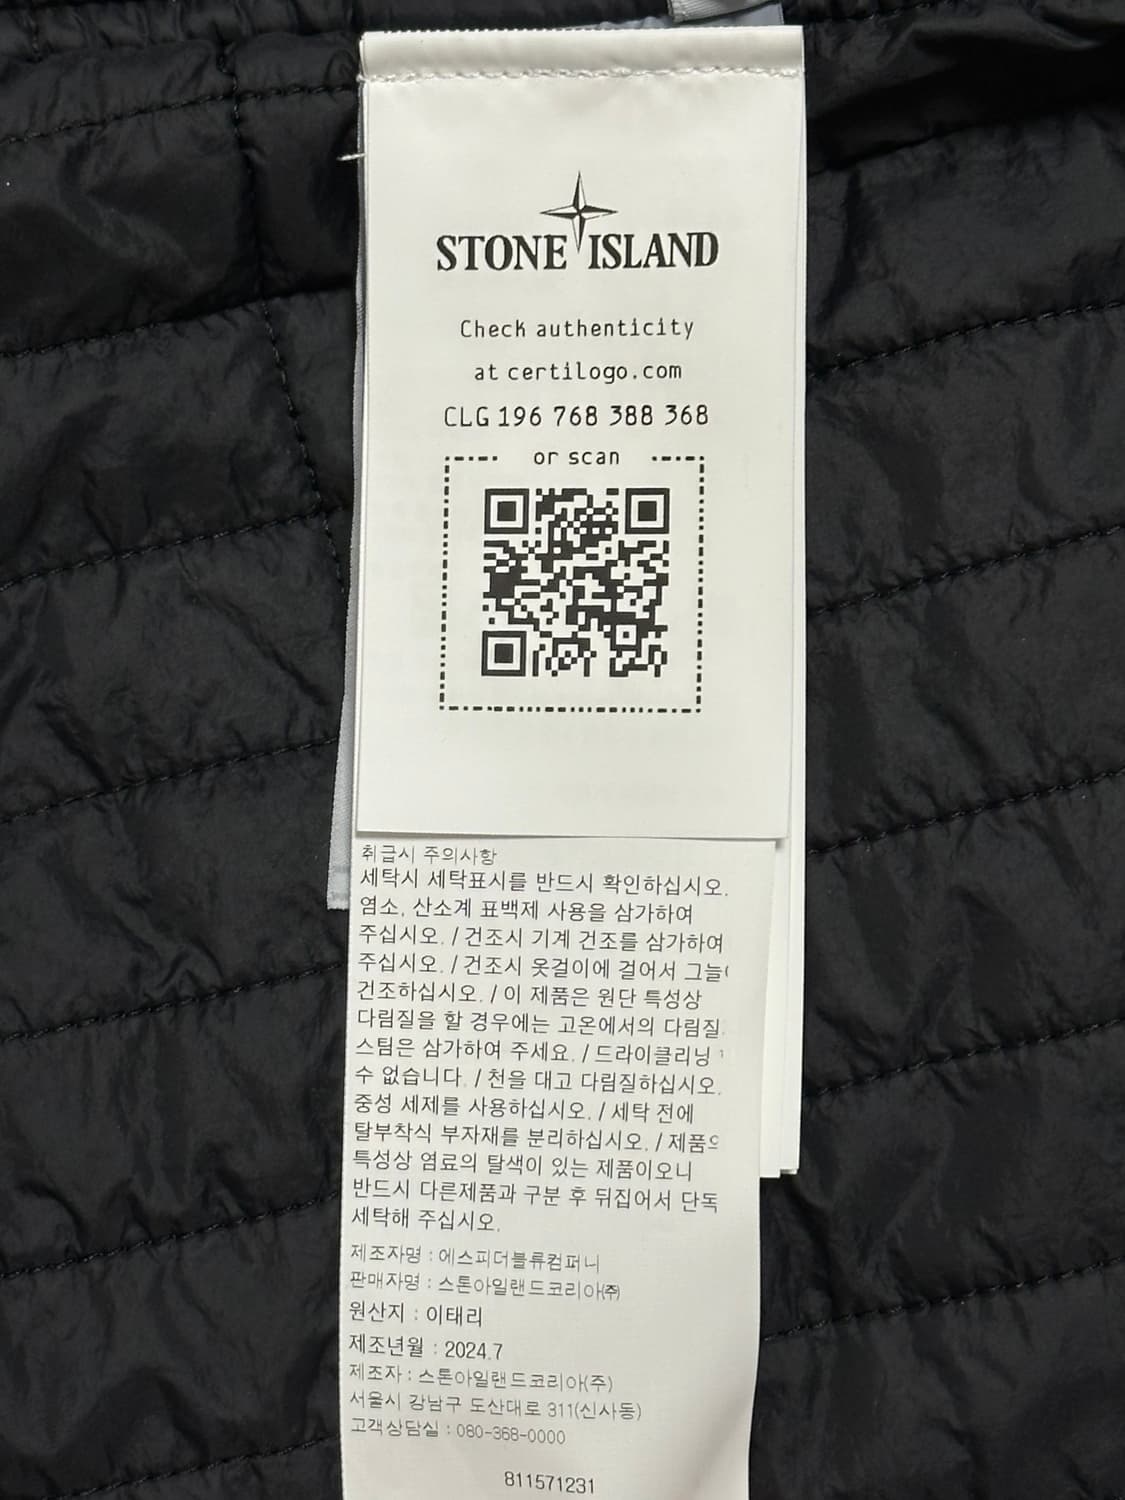 STONE ISLAND
Check authenticity
at certilogo.com
CLG 196 768 388 368
or scan
취급시 주의사항
세탁시 세탁표시를 반드시 확인하십시오.
염소, 산소계 표백제 사용을 삼가하여
주십시오. / 건조시 기계 건조를 삼가하여
주십시오. / 건조시 옷걸이에 걸어서
건조하십시오. / 이 제품은 원단 특성상
다림질을 할 경우에는 고온에서의 다림질
스팀은 삼가하여 주세요. / 드라이클리닝
수 없습니다. / 천을 대고 다림질하십시오.
중성 세제를 사용하십시오. / 세탁 전에
탈부착식 부자재를 분리하십시오. / 제품
특성상 염료의 탈색이 있는 제품이오니
반드시 다른제품과 구분 후 뒤집어서 단독
세탁해 주십시오.
제조자명 : 에스피더블류컴퍼니
판매자명 : 스톤아일랜드코리아(주)
원산지 : 이태리
제조년월 : 2024.7
제조자 : 스톤아일랜드코리아(주)
서울시 강남구 도산대로 311(신사동)
고객상담실 : 080-368-0000
811571231